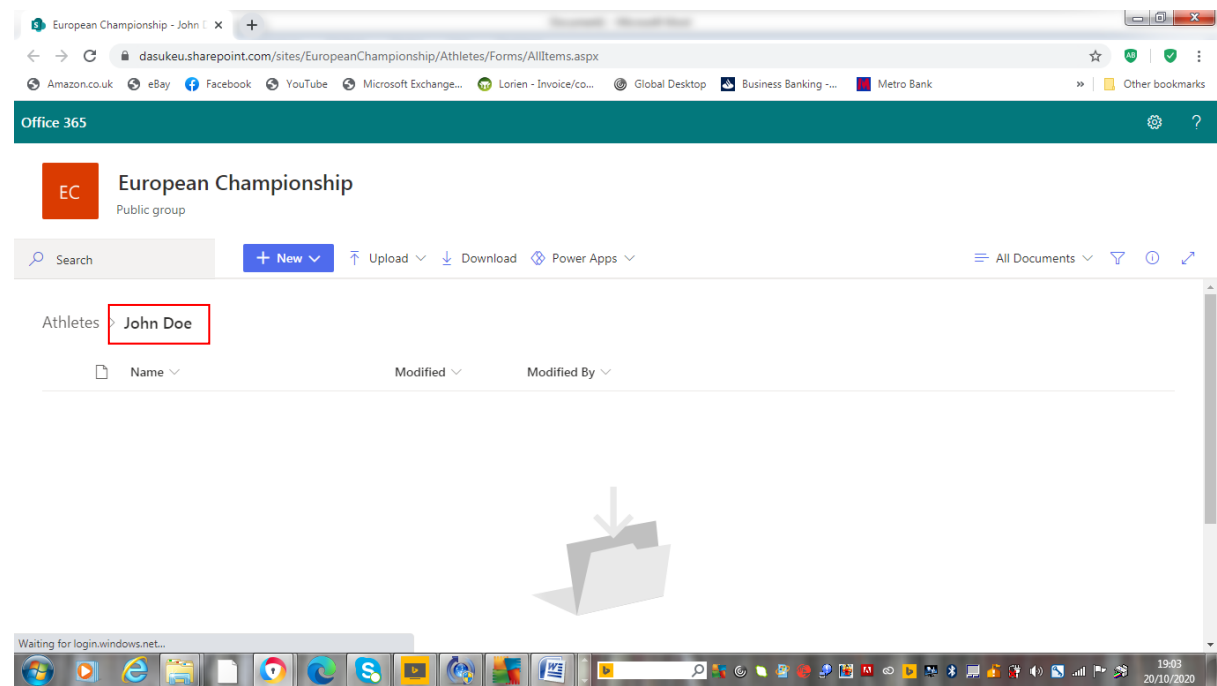 European Championship - John D
dasukeu.sharepoint.com/sites/EuropeanChampionship/Athletes/Forms/AllItems.aspx
AB
Amazon.co.uk eBay Facebook YouTube Microsoft Exchange... Lorien - Invoice/co... Global Desktop Business Banking -... Metro Bank » Other bookmarks
Office 365 ?
EC European Championship
Public group
Search + New Upload Download Power Apps All Documents
Athletes > John Doe
Name Modified Modified By
Waiting for login.windows.net...
19:03
20/10/2020